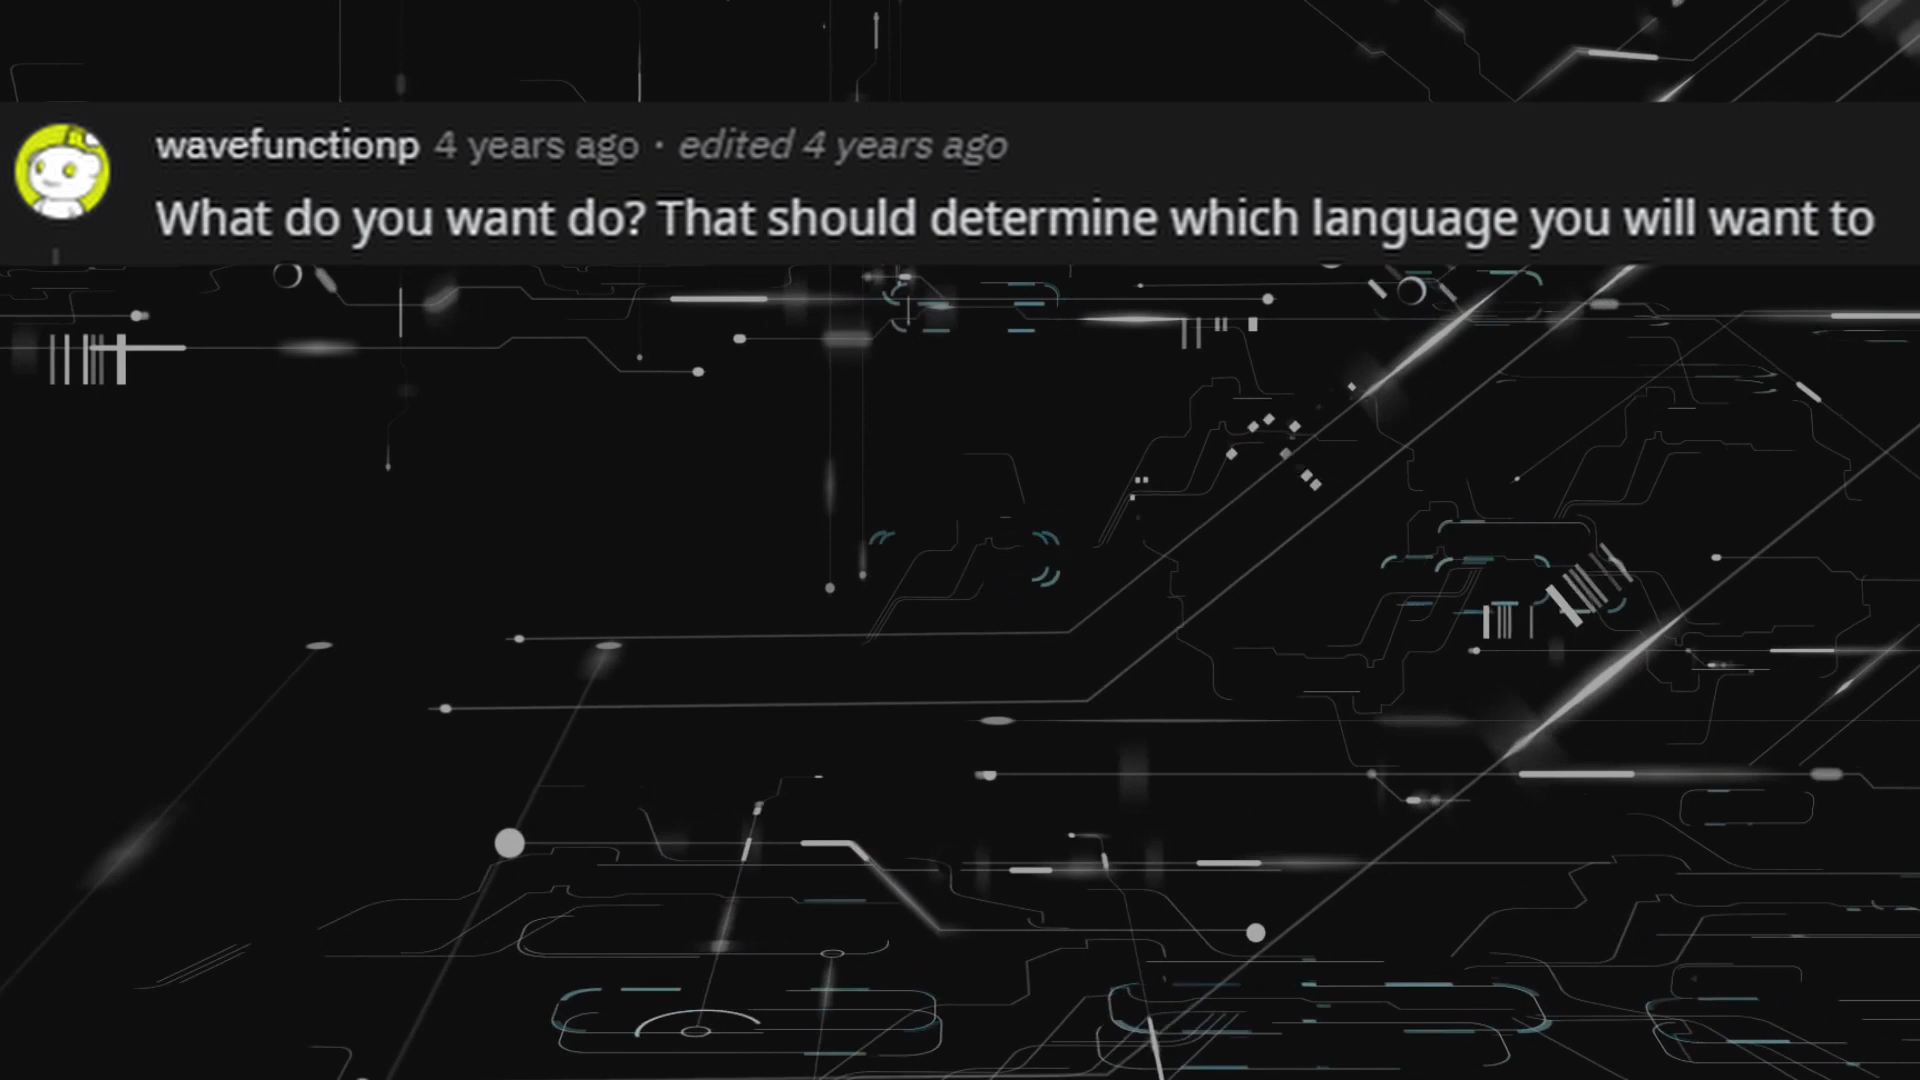 wavefunctionp 4 years ago · edited 4 years ago
What do you want do? That should determine which language you will want to